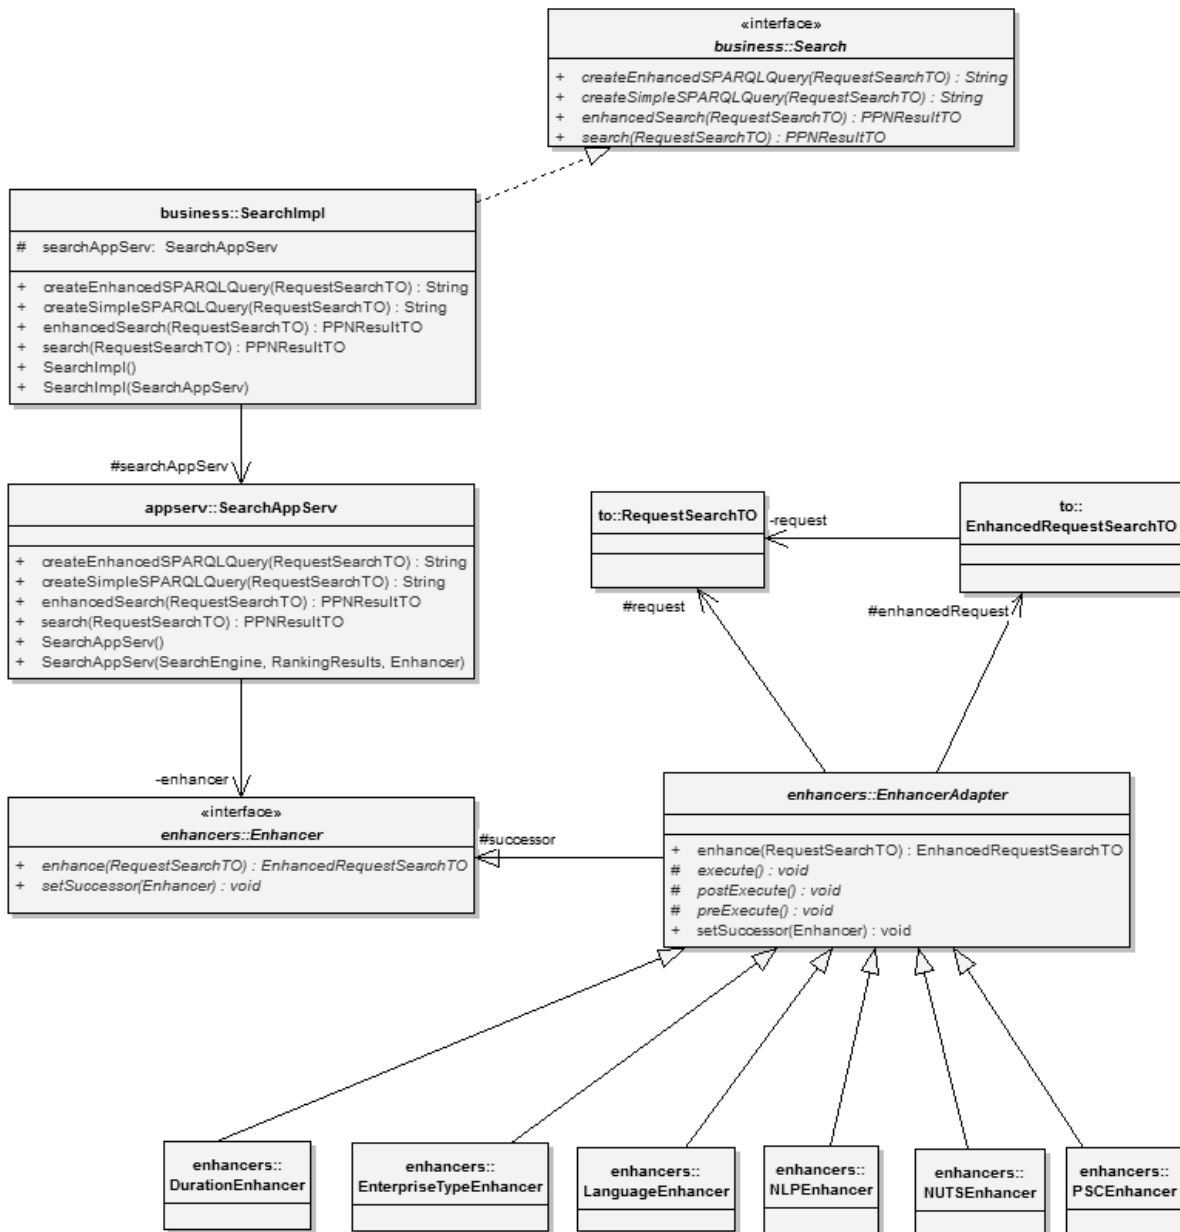 «interface»
business::Search
+ createEnhancedSPARQLQuery(RequestSearchTO) : String
+ createSimpleSPARQLQuery(RequestSearchTO) : String
+ enhancedSearch(RequestSearchTO) : PPNResultTO
+ search(RequestSearchTO) : PPNResultTO
business::SearchImpl
# searchAppServ: SearchAppServ
+ createEnhancedSPARQLQuery(RequestSearchTO) : String
+ createSimpleSPARQLQuery(RequestSearchTO) : String
+ enhancedSearch(RequestSearchTO) : PPNResultTO
+ search(RequestSearchTO) : PPNResultTO
+ SearchImpl()
+ SearchImpl(SearchAppServ)
#searchAppServ
appserv::SearchAppServ
+ createEnhancedSPARQLQuery(RequestSearchTO) : String
+ createSimpleSPARQLQuery(RequestSearchTO) : String
+ enhancedSearch(RequestSearchTO) : PPNResultTO
+ search(RequestSearchTO) : PPNResultTO
+ SearchAppServ()
+ SearchAppServ(SearchEngine, RankingResults, Enhancer)
to::RequestSearchTO
-request
to::
EnhancedRequestSearchTO
#request
#enhancedRequest
-enhancer
«interface»
enhancers::Enhancer
+ enhance(RequestSearchTO) : EnhancedRequestSearchTO
+ setSuccessor(Enhancer) : void
#successor
enhancers::EnhancerAdapter
+ enhance(RequestSearchTO) : EnhancedRequestSearchTO
# execute() : void
# postExecute() : void
# preExecute() : void
+ setSuccessor(Enhancer) : void
enhancers::
DurationEnhancer
enhancers::
EnterpriseTypeEnhancer
enhancers::
LanguageEnhancer
enhancers::
NLPEnhancer
enhancers::
NUTSEnhancer
enhancers::
PSCEnhancer